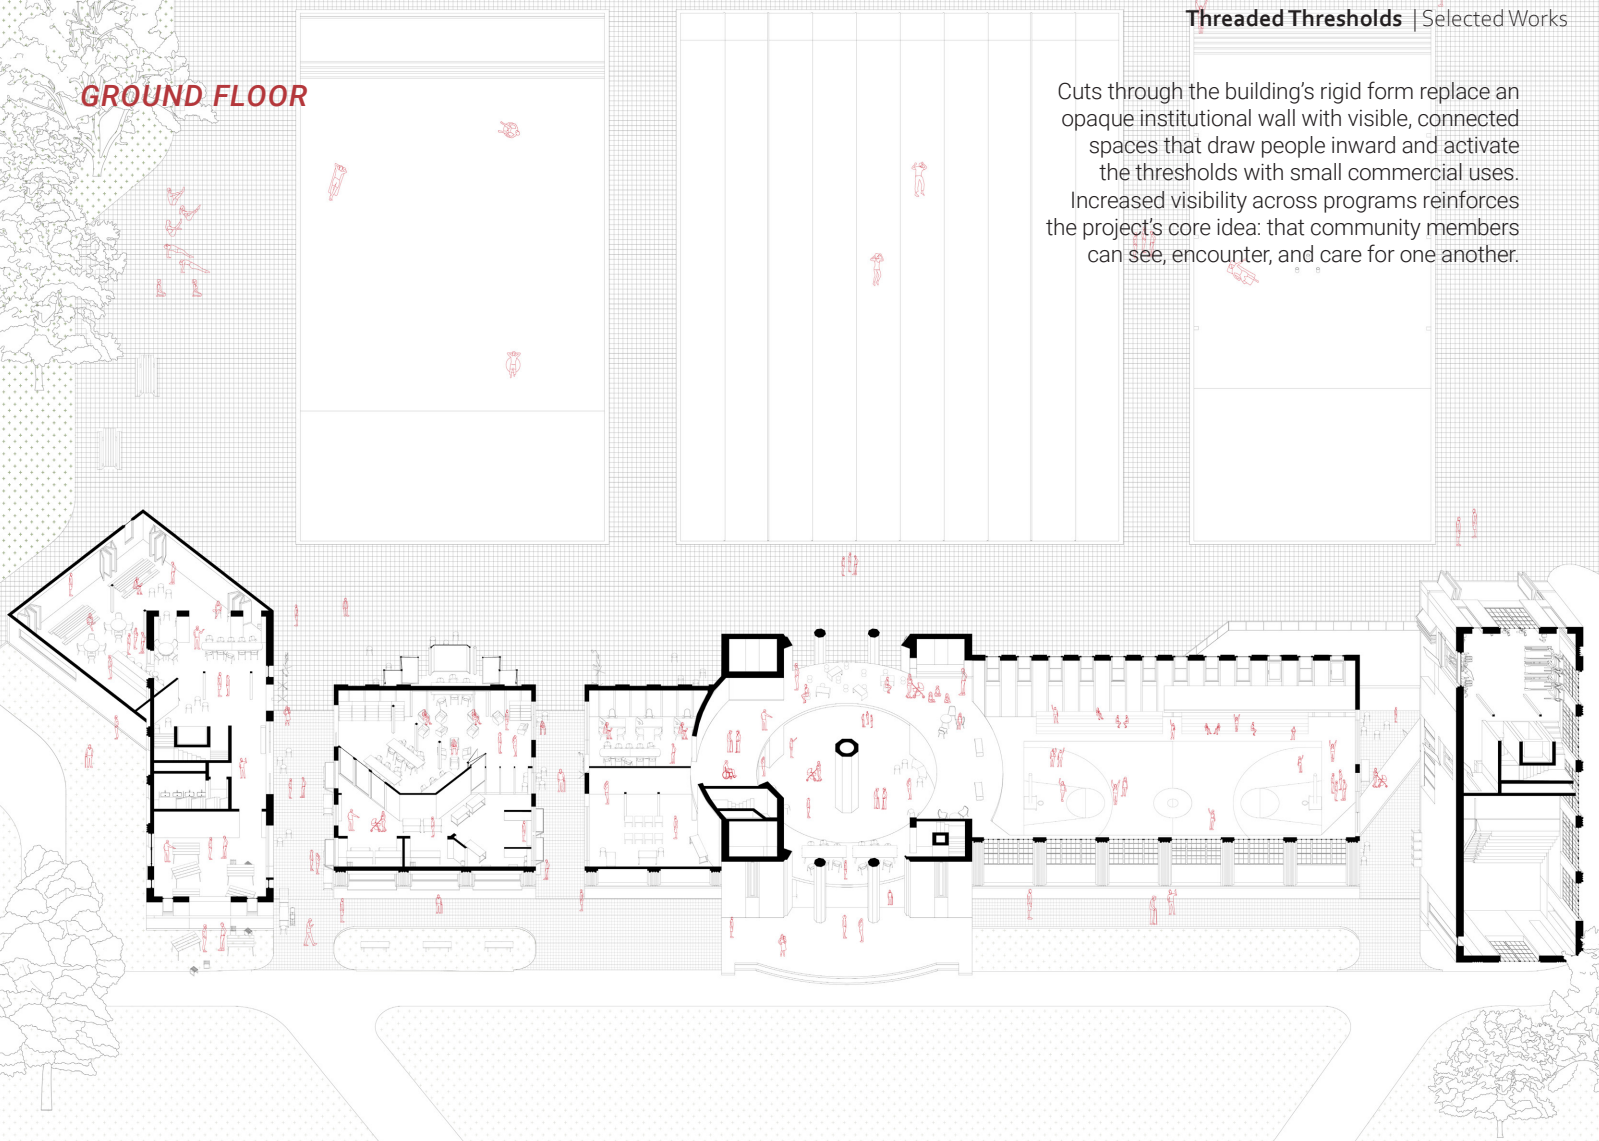 Threaded Thresholds | Selected Works
GROUND FLOOR
Cuts through the building’s rigid form replace an
opaque institutional wall with visible, connected
spaces that draw people inward and activate
the thresholds with small commercial uses.
Increased visibility across programs reinforces
the project’s core idea: that community members
can see, encounter, and care for one another.